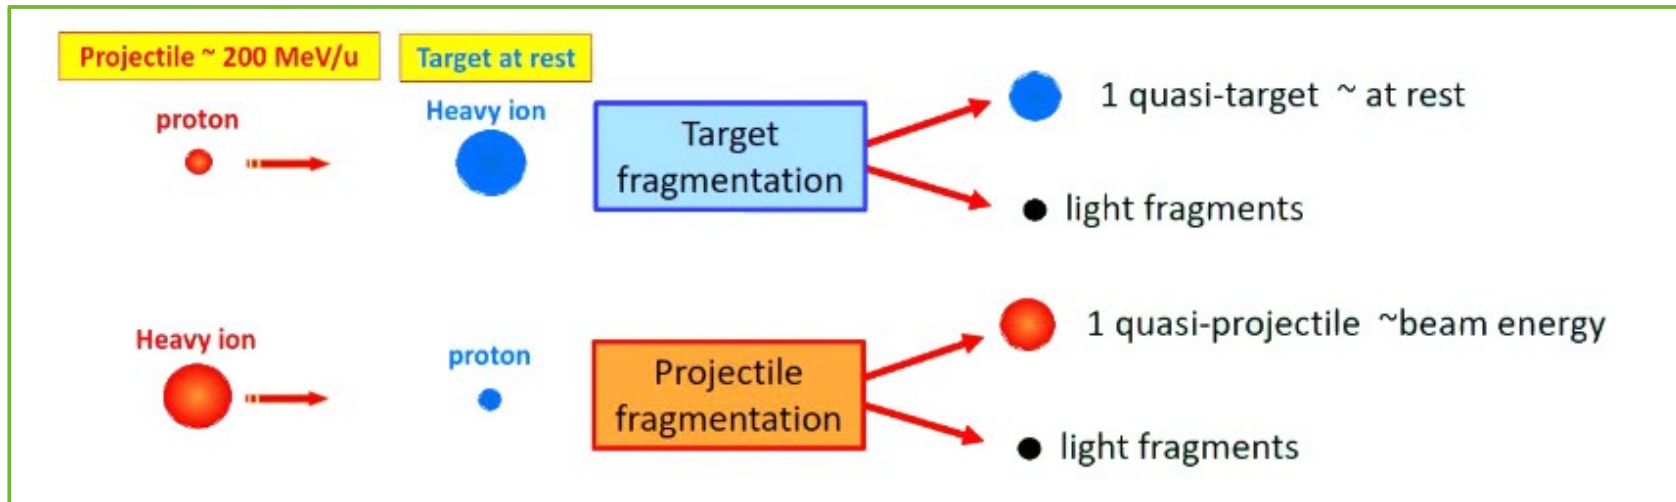 Projectile ~ 200 MeV/u
Target at rest
proton
Heavy ion
Target
fragmentation
1 quasi-target ~ at rest
light fragments
Heavy ion
proton
Projectile
fragmentation
1 quasi-projectile ~beam energy
light fragments